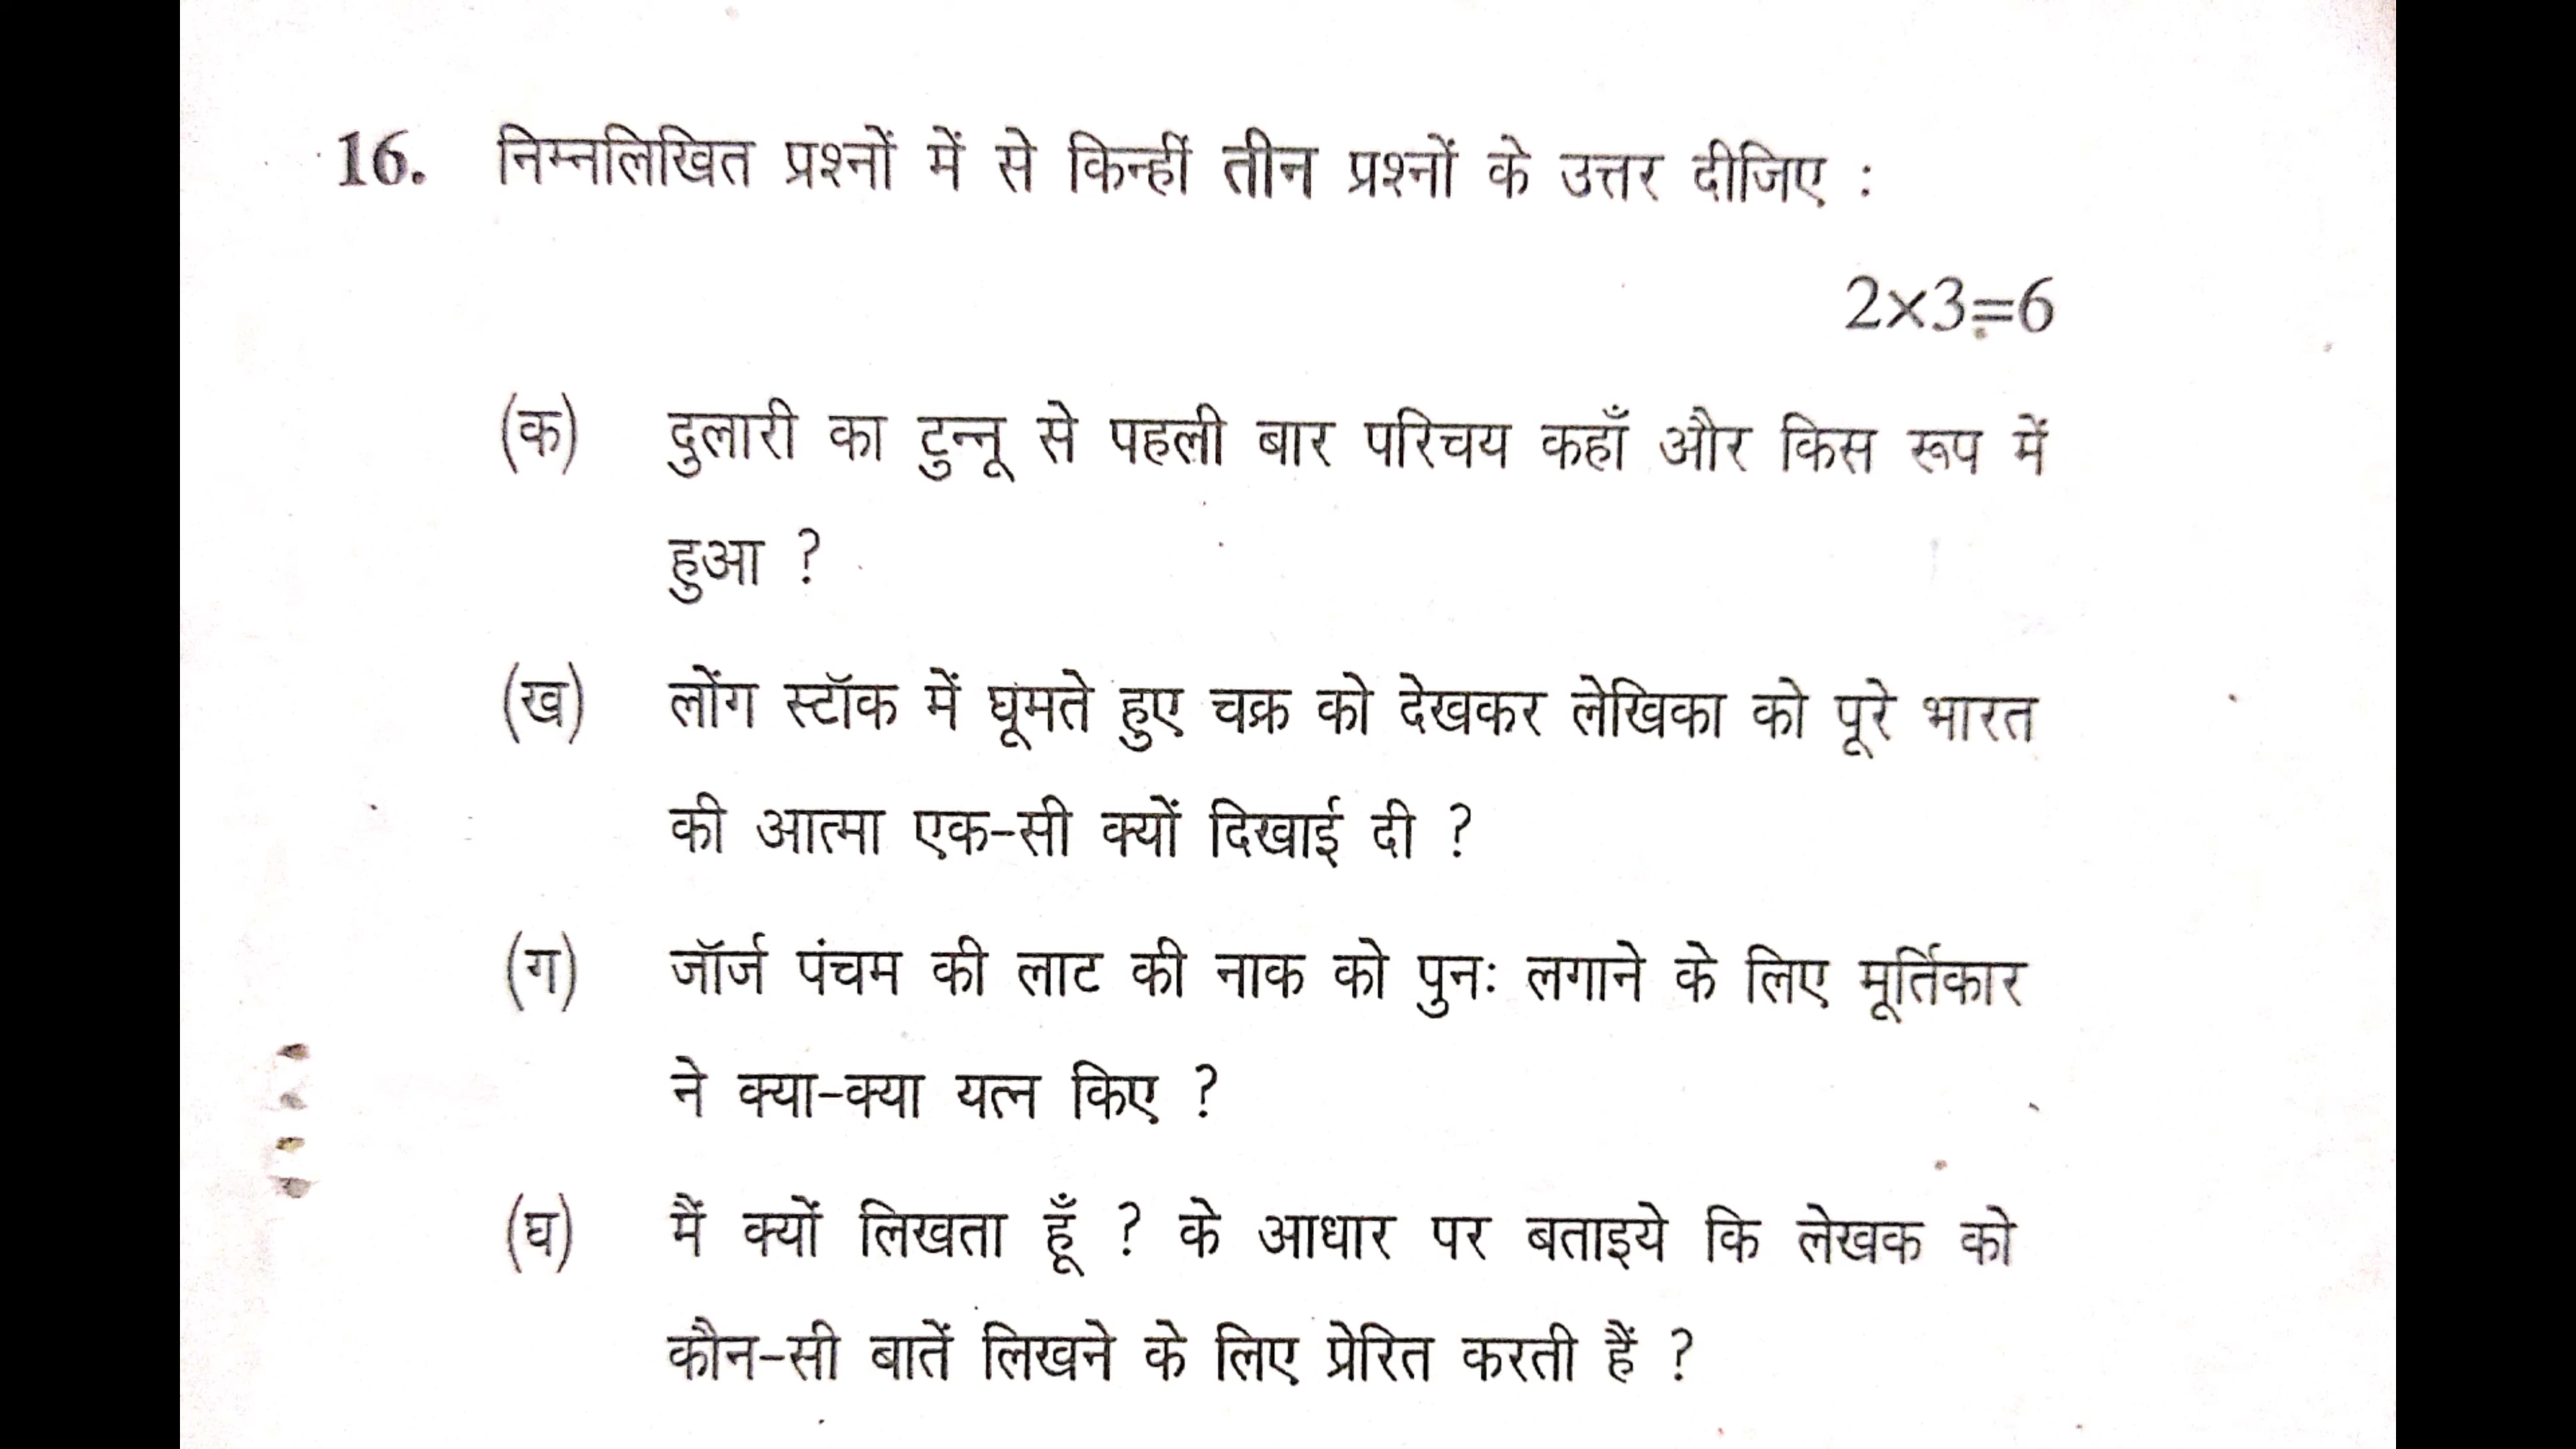 16. निम्नलिखित प्रश्नों में से किन्हीं तीन प्रश्नों के उत्तर दीजिए :
2×3=6
(क) दुलारी का टुन्नू से पहली बार परिचय कहाँ और किस रूप में
हुआ ?
(ख) लोंग स्टॉक में घूमते हुए चक्र को देखकर लेखिका को पूरे भारत
की आत्मा एक-सी क्यों दिखाई दी ?
(ग) जॉर्ज पंचम की लाट की नाक को पुनः लगाने के लिए मूर्तिकार
ने क्या-क्या यत्न किए ?
(घ) मैं क्यों लिखता हूँ ? के आधार पर बताइये कि लेखक को
कौन-सी बातें लिखने के लिए प्रेरित करती हैं ?